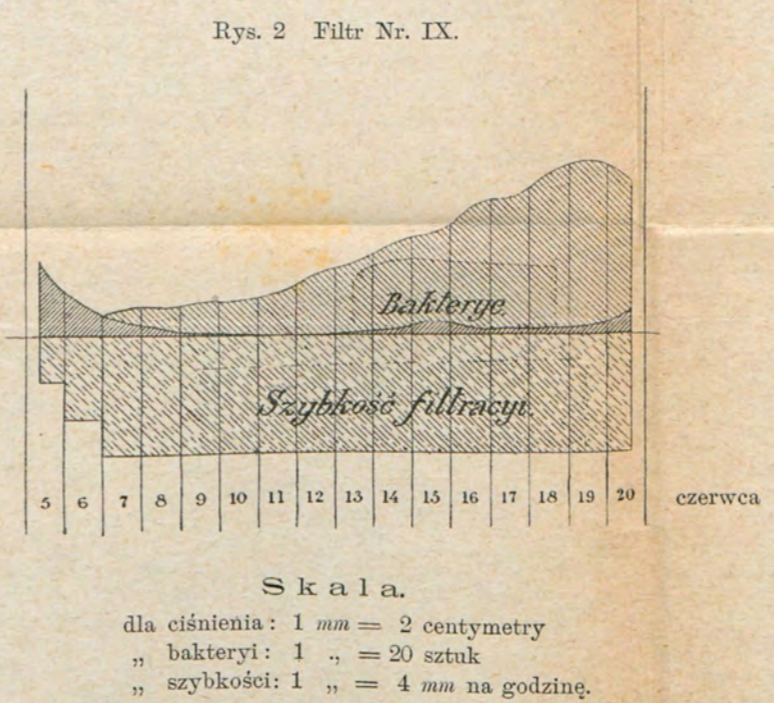 Rys. 2 Filtr Nr. IX.
Bakterye.
Szybkość filtracyi.
5 6 7 8 9 10 11 12 13 14 15 16 17 18 19 20 czerwca
Skala.
dla ciśnienia: 1 mm = 2 centymetry
„ bakteryi: 1 „ = 20 sztuk
„ szybkości: 1 „ = 4 mm na godzinę.